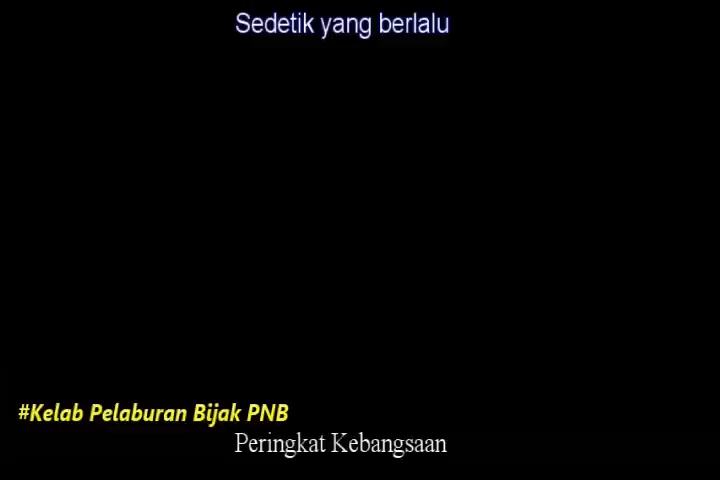 Sedetik yang berlalu
#Kelab Pelaburan Bijak PNB
Peringkat Kebangsaan